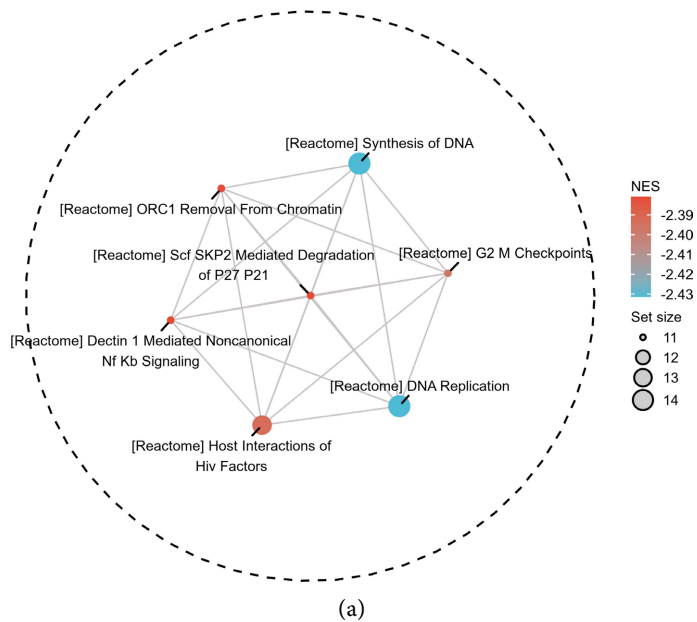 [Reactome] Synthesis of DNA
[Reactome] ORC1 Removal From Chromatin
[Reactome] Scf SKP2 Mediated Degradation
of P27 P21
[Reactome] G2 M Checkpoints
[Reactome] Dectin 1 Mediated Noncanonical
Nf Kb Signaling
[Reactome] DNA Replication
[Reactome] Host Interactions of
Hiv Factors
NES
-2.39
-2.40
-2.41
-2.42
-2.43
Set size
11
12
13
14
(a)